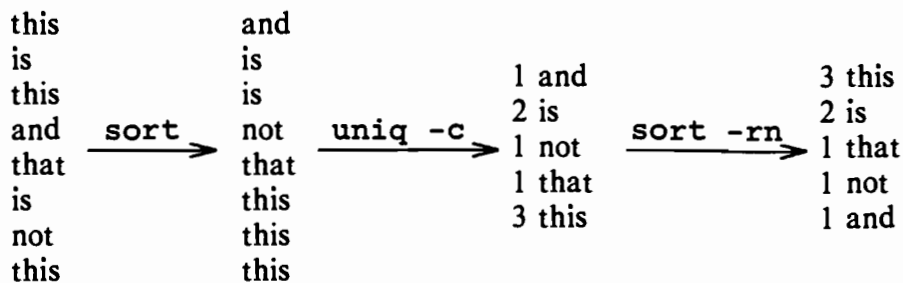 this
is
this
and
that
is
not
this
sort
and
is
is
not
that
this
this
this
uniq -c
1 and
2 is
1 not
1 that
3 this
sort -rn
3 this
2 is
1 that
1 not
1 and